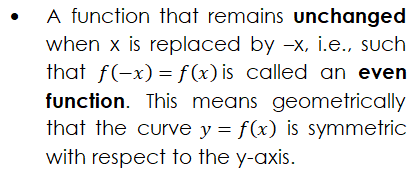 • A function that remains unchanged
when x is replaced by –x, i.e., such
that f(−x) = f(x) is called an even
function. This means geometrically
that the curve y = f(x) is symmetric
with respect to the y-axis.